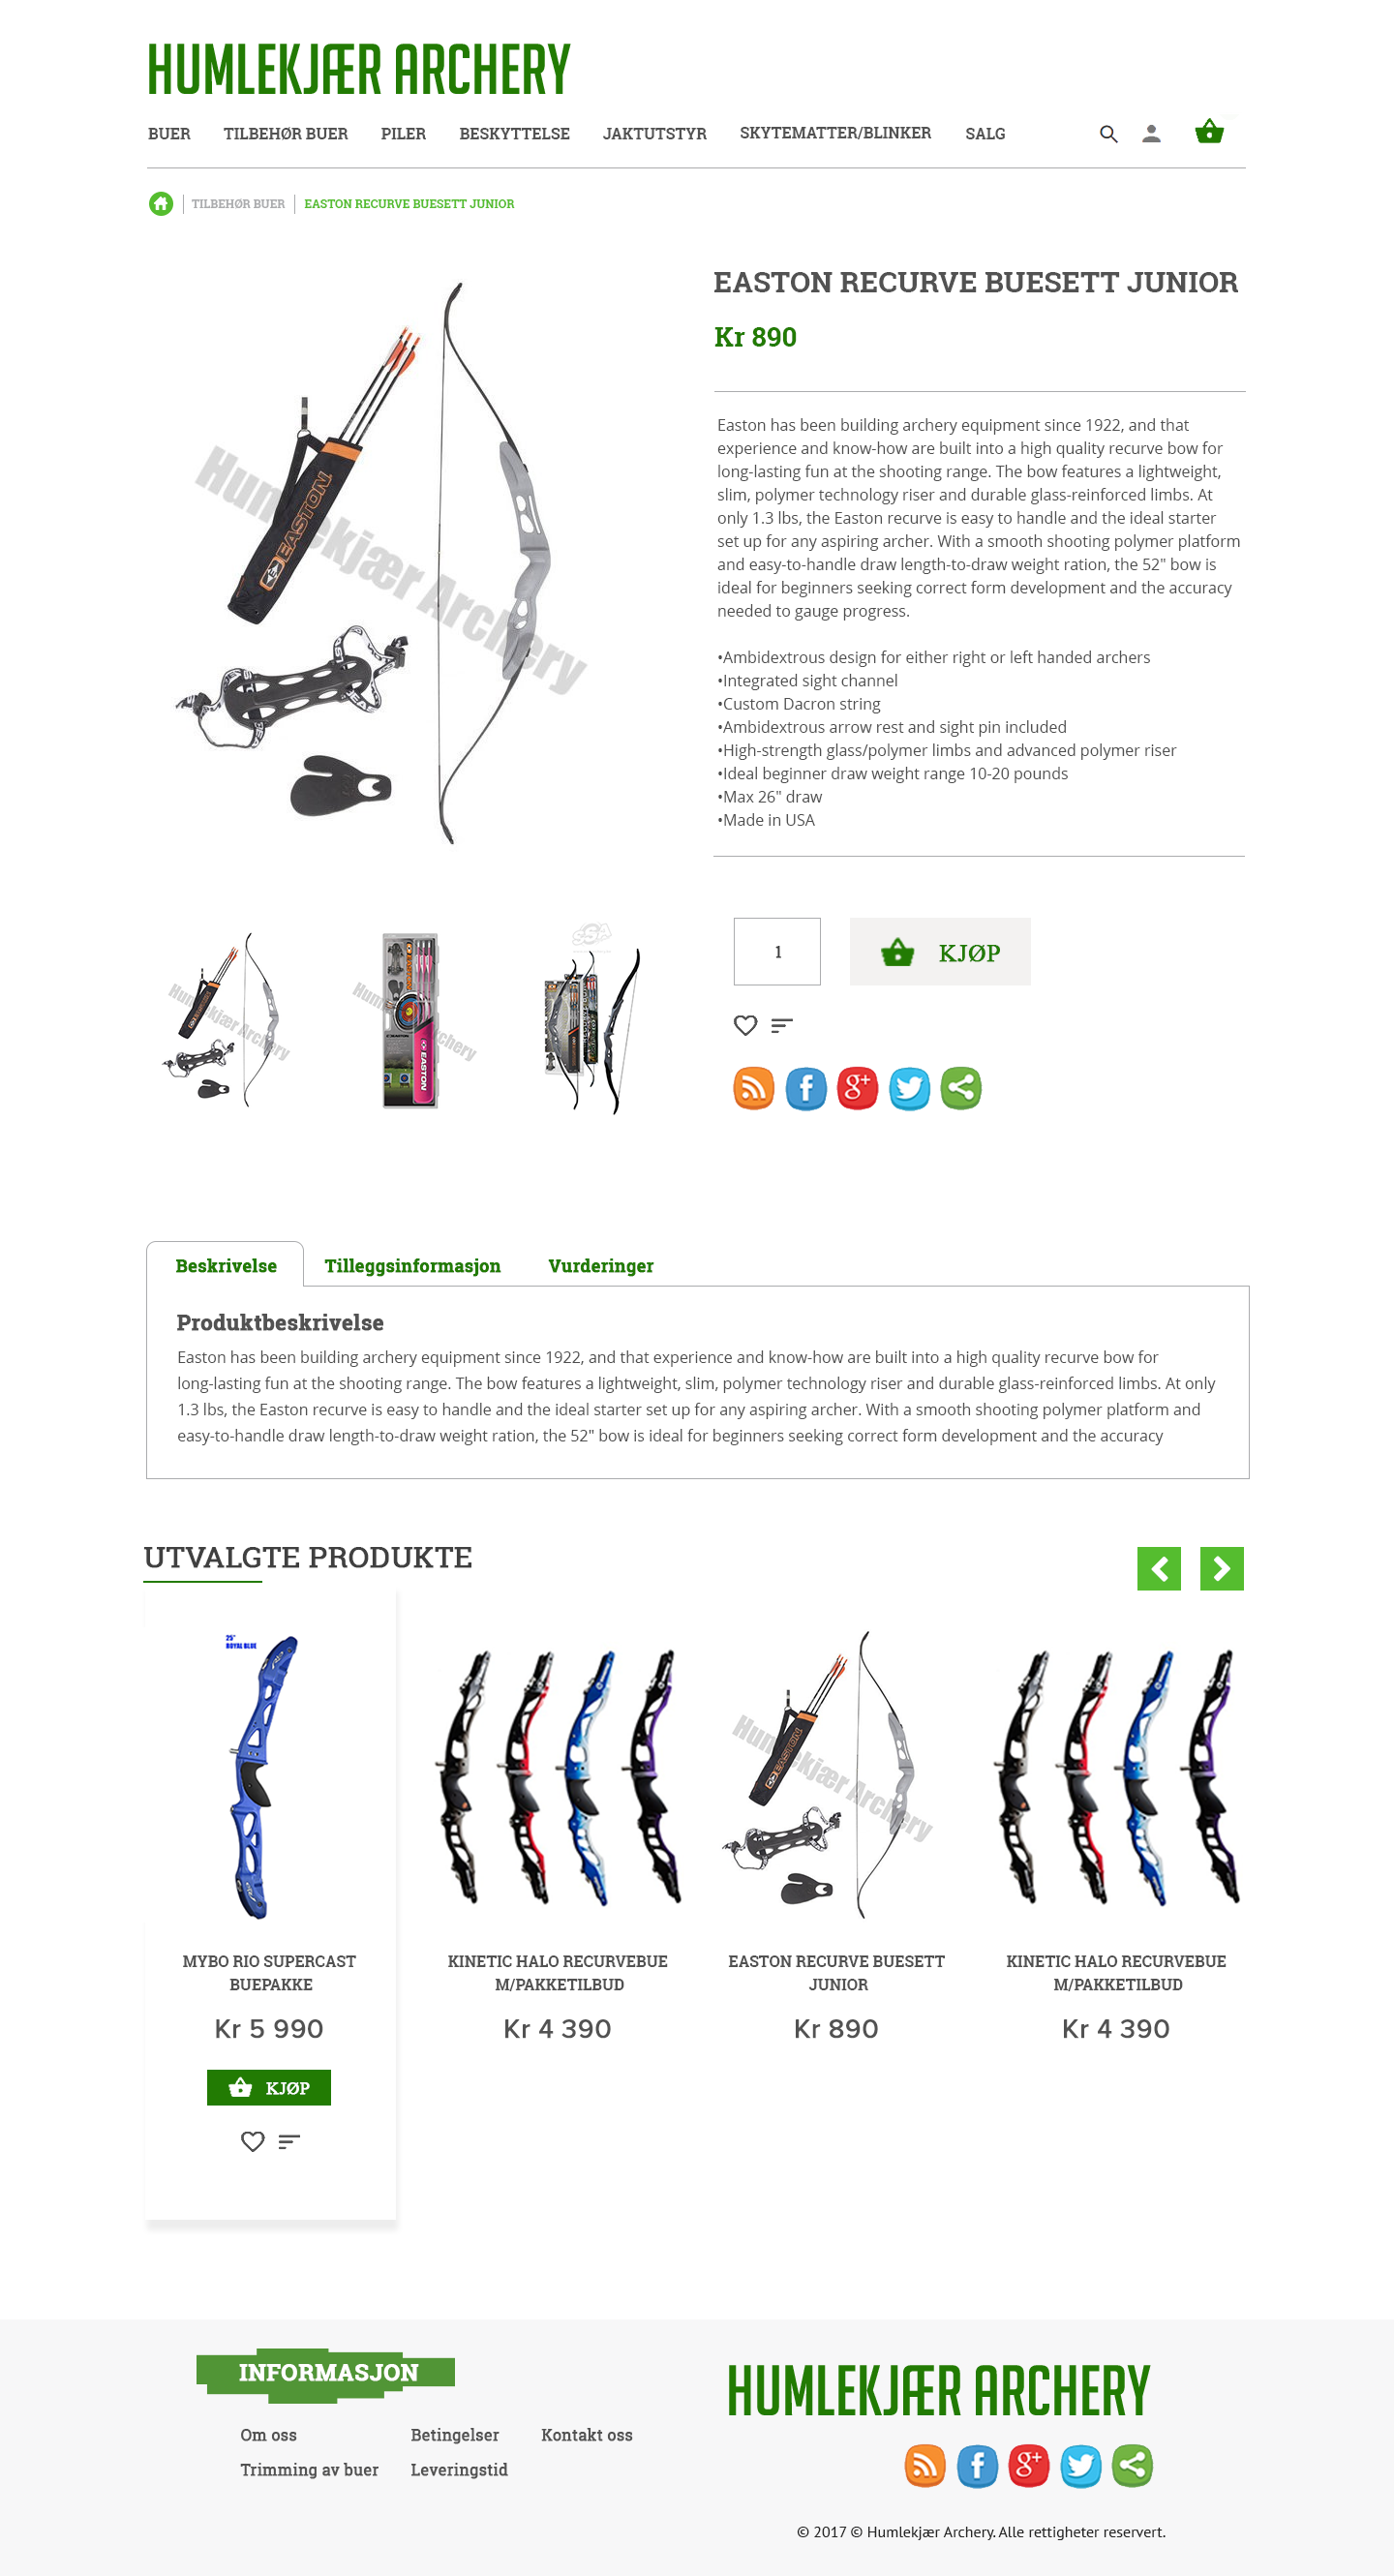 HUMLEKJÆR ARCHERY
BUER TILBEHØR BUER PILER BESKYTTELSE JAKTUTSTYR SKYTEMATTER/BLINKER SALG
TILBEHØR BUER EASTON RECURVE BUESETT JUNIOR
EASTON RECURVE BUESETT JUNIOR
Kr 890
Easton has been building archery equipment since 1922, and that
experience and know-how are built into a high quality recurve bow for
long-lasting fun at the shooting range. The bow features a lightweight,
slim, polymer technology riser and durable glass-reinforced limbs. At
only 1.3 lbs, the Easton recurve is easy to handle and the ideal starter
set up for any aspiring archer. With a smooth shooting polymer platform
and easy-to-handle draw length-to-draw weight ration, the 52" bow is
ideal for beginners seeking correct form development and the accuracy
needed to gauge progress.
•Ambidextrous design for either right or left handed archers
•Integrated sight channel
•Custom Dacron string
•Ambidextrous arrow rest and sight pin included
•High-strength glass/polymer limbs and advanced polymer riser
•Ideal beginner draw weight range 10-20 pounds
•Max 26" draw
•Made in USA
Humlekjær Archery
EASTON
Humlekjær Archery
EASTON
SSA
1
KJØP
Beskrivelse Tilleggsinformasjon Vurderinger
Produktbeskrivelse
Easton has been building archery equipment since 1922, and that experience and know-how are built into a high quality recurve bow for
long-lasting fun at the shooting range. The bow features a lightweight, slim, polymer technology riser and durable glass-reinforced limbs. At only
1.3 lbs, the Easton recurve is easy to handle and the ideal starter set up for any aspiring archer. With a smooth shooting polymer platform and
easy-to-handle draw length-to-draw weight ration, the 52" bow is ideal for beginners seeking correct form development and the accuracy
UTVALGTE PRODUKTE
25"
ROYAL BLUE
Humlekjær Archery
EASTON
MYBO RIO SUPERCAST
BUEPAKKE
Kr 5 990
KJØP
KINETIC HALO RECURVEBUE
M/PAKKETILBUD
Kr 4 390
EASTON RECURVE BUESETT
JUNIOR
Kr 890
KINETIC HALO RECURVEBUE
M/PAKKETILBUD
Kr 4 390
INFORMASJON
Om oss Betingelser Kontakt oss
Trimming av buer Leveringstid
HUMLEKJÆR ARCHERY
© 2017 © Humlekjær Archery. Alle rettigheter reservert.